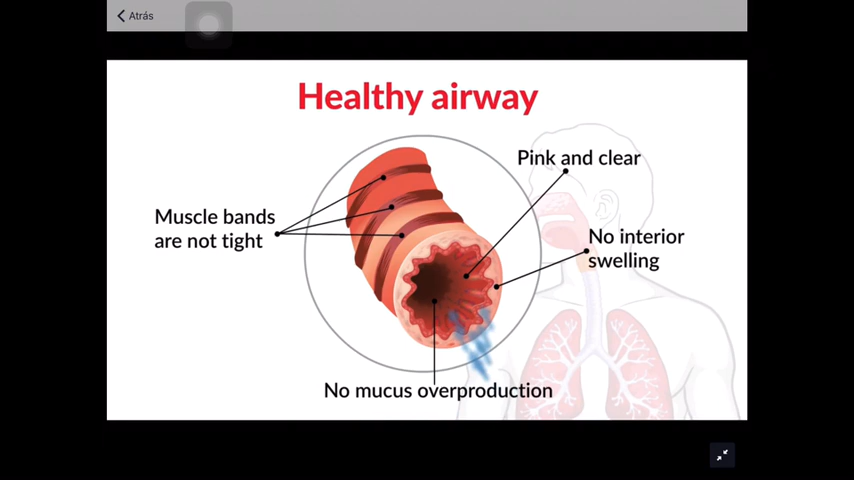 Atrás
Healthy airway
Pink and clear
Muscle bands
are not tight
No interior
swelling
No mucus overproduction